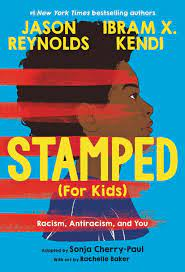 #1 New York Times bestselling authors
JASON IBRAM X.
REYNOLDS KENDI
STAMPED
(For Kids)
Racism, Antiracism, and You
Adapted by Sonja Cherry-Paul
With art by Rachelle Baker